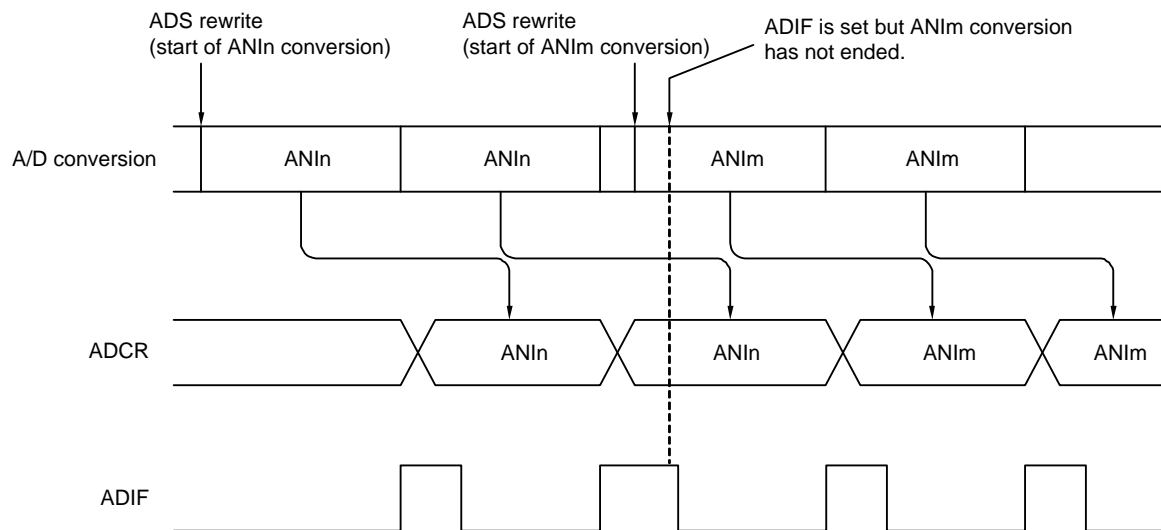 ADS rewrite
(start of ANIn conversion)
ADS rewrite
(start of ANIm conversion)
ADIF is set but ANIm conversion
has not ended.
A/D conversion
ANIn
ANIn
ANIm
ANIm
ADCR
ANIn
ANIn
ANIm
ANIm
ADIF